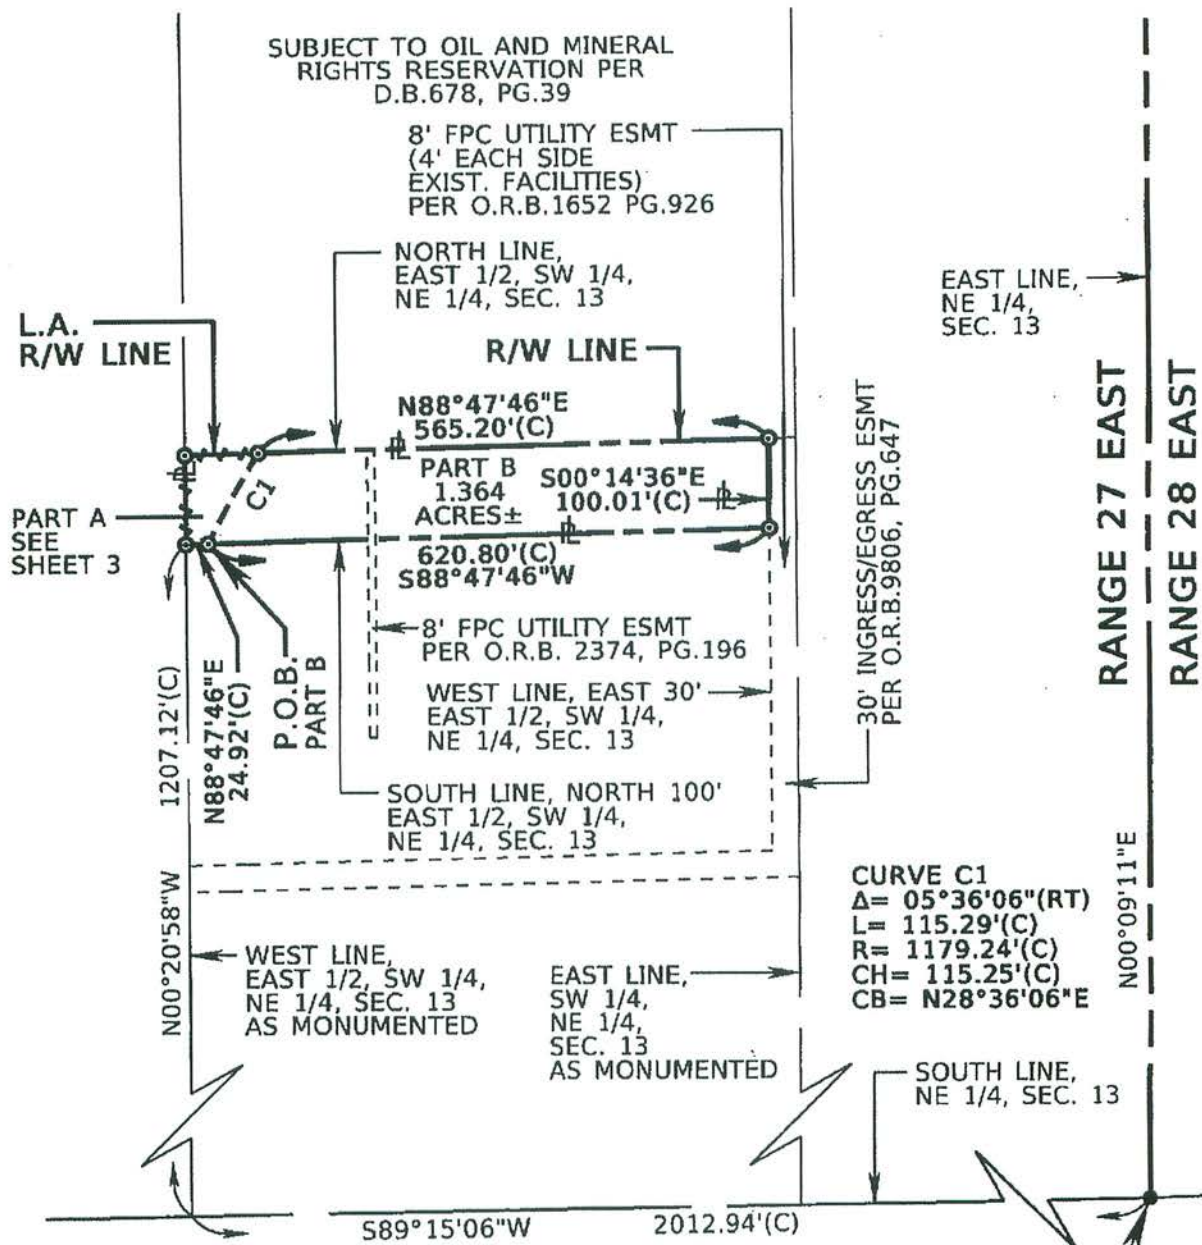 SUBJECT TO OIL AND MINERAL
RIGHTS RESERVATION PER
D.B.678, PG.39
8' FPC UTILITY ESMT
(4' EACH SIDE
EXIST. FACILITIES)
PER O.R.B.1652 PG.926
NORTH LINE,
EAST 1/2, SW 1/4,
NE 1/4, SEC. 13
EAST LINE,
NE 1/4,
SEC. 13
L.A.
R/W LINE
R/W LINE
N88°47'46"E
565.20'(C)
PART B
1.364
ACRES±
S00°14'36"E
100.01'(C)
C1
PART A
SEE
SHEET 3
620.80'(C)
S88°47'46"W
30' INGRESS/EGRESS ESMT
PER O.R.B.9806, PG.647
RANGE 27 EAST
RANGE 28 EAST
8' FPC UTILITY ESMT
PER O.R.B. 2374, PG.196
WEST LINE, EAST 30'
EAST 1/2, SW 1/4,
NE 1/4, SEC. 13
1207.12'(C)
N88°47'46"E
24.92'(C)
P.O.B.
PART B
SOUTH LINE, NORTH 100'
EAST 1/2, SW 1/4,
NE 1/4, SEC. 13
CURVE C1
Δ= 05°36'06"(RT)
L= 115.29'(C)
R= 1179.24'(C)
CH= 115.25'(C)
CB= N28°36'06"E
N00°09'11"E
N00°20'58"W
WEST LINE,
EAST 1/2, SW 1/4,
NE 1/4, SEC. 13
AS MONUMENTED
EAST LINE,
SW 1/4,
NE 1/4,
SEC. 13
AS MONUMENTED
SOUTH LINE,
NE 1/4, SEC. 13
S89°15'06"W 2012.94'(C)